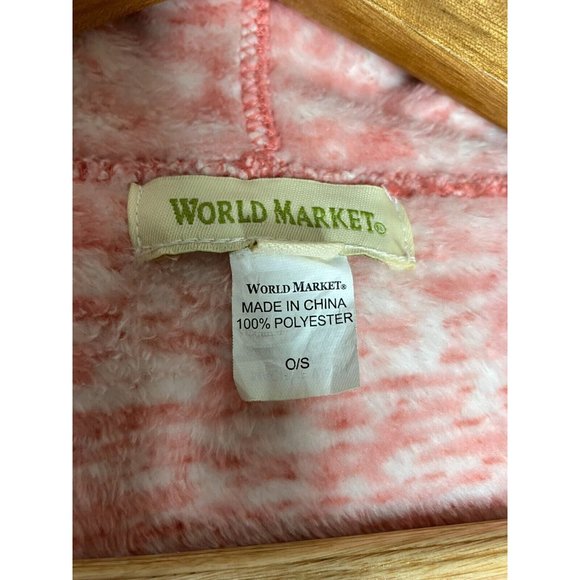 WORLD MARKET®
WORLD MARKET®
MADE IN CHINA
100% POLYESTER
O/S